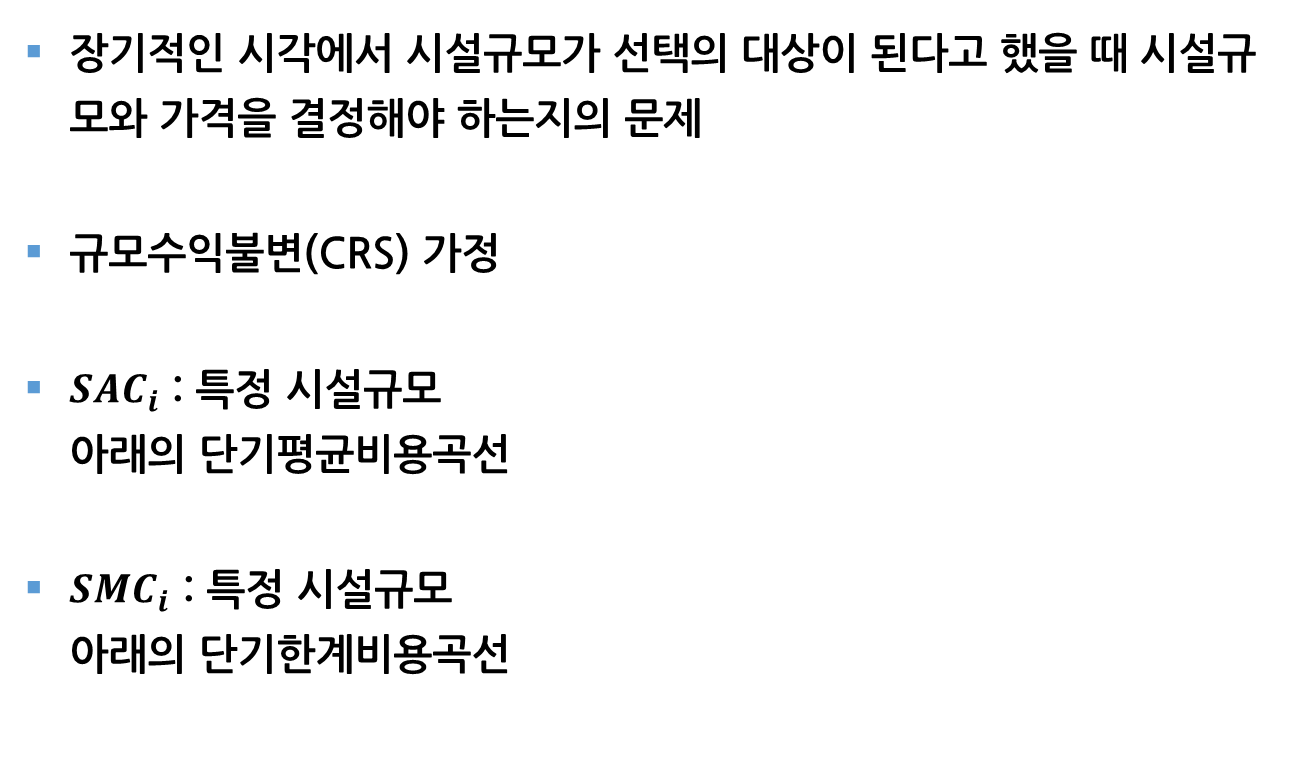 ▪ 장기적인 시각에서 시설규모가 선택의 대상이 된다고 했을 때 시설규
모와 가격을 결정해야 하는지의 문제
▪ 규모수익불변(CRS) 가정
▪ SACᵢ : 특정 시설규모
아래의 단기평균비용곡선
▪ SMCᵢ : 특정 시설규모
아래의 단기한계비용곡선